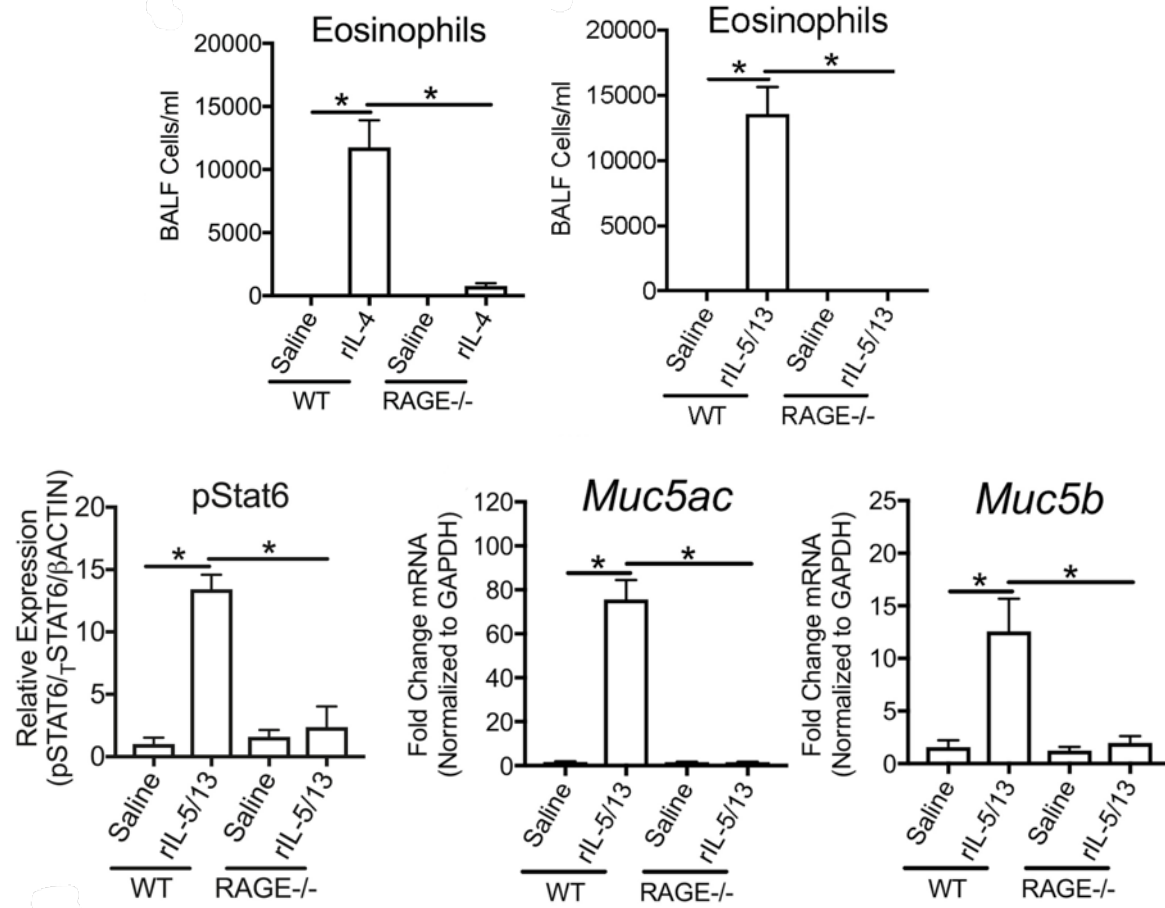 Eosinophils
BALF Cells/ml
20000
15000
10000
5000
0
*
*
Saline
rIL-4
Saline
rIL-4
WT
RAGE-/-
Eosinophils
BALF Cells/ml
20000
15000
10000
5000
0
*
*
Saline
rIL-5/13
Saline
rIL-5/13
WT
RAGE-/-
pStat6
Relative Expression
(pSTAT6/TSTAT6/βACTIN)
20
15
10
5
0
*
*
Saline
rIL-5/13
Saline
rIL-5/13
WT
RAGE-/-
Muc5ac
Fold Change mRNA
(Normalized to GAPDH)
120
100
80
60
40
20
0
*
*
Saline
rIL-5/13
Saline
rIL-5/13
WT
RAGE-/-
Muc5b
Fold Change mRNA
(Normalized to GAPDH)
25
20
15
10
5
0
*
*
Saline
rIL-5/13
Saline
rIL-5/13
WT
RAGE-/-